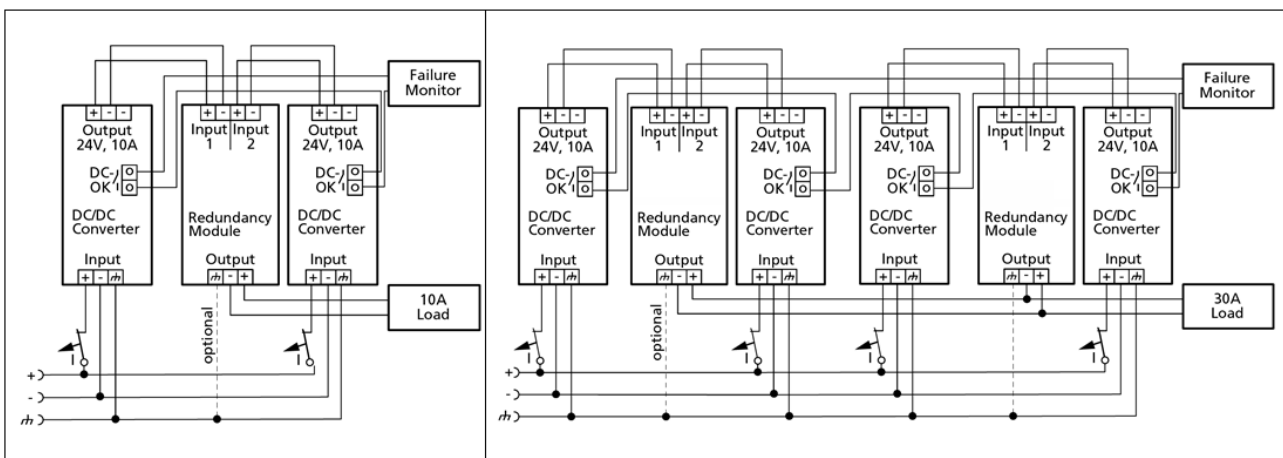 Failure
Monitor
+ - -
Output
24V, 10A
DC-
OK
DC/DC
Converter
Input
+ -
+ - + -
Input Input
1 2
Redundancy
Module
Output
- +
+ - -
Output
24V, 10A
DC-
OK
DC/DC
Converter
Input
+ -
10A
Load
optional
I
I
+
-
Failure
Monitor
+ - -
Output
24V, 10A
DC-
OK
DC/DC
Converter
Input
+ -
+ - + -
Input Input
1 2
Redundancy
Module
Output
- +
+ - -
Output
24V, 10A
DC-
OK
DC/DC
Converter
Input
+ -
+ - -
Output
24V, 10A
DC-
OK
DC/DC
Converter
Input
+ -
+ - + -
Input Input
1 2
Redundancy
Module
Output
- +
+ - -
Output
24V, 10A
DC-
OK
DC/DC
Converter
Input
+ -
30A
Load
optional
I
I
I
I
+
-